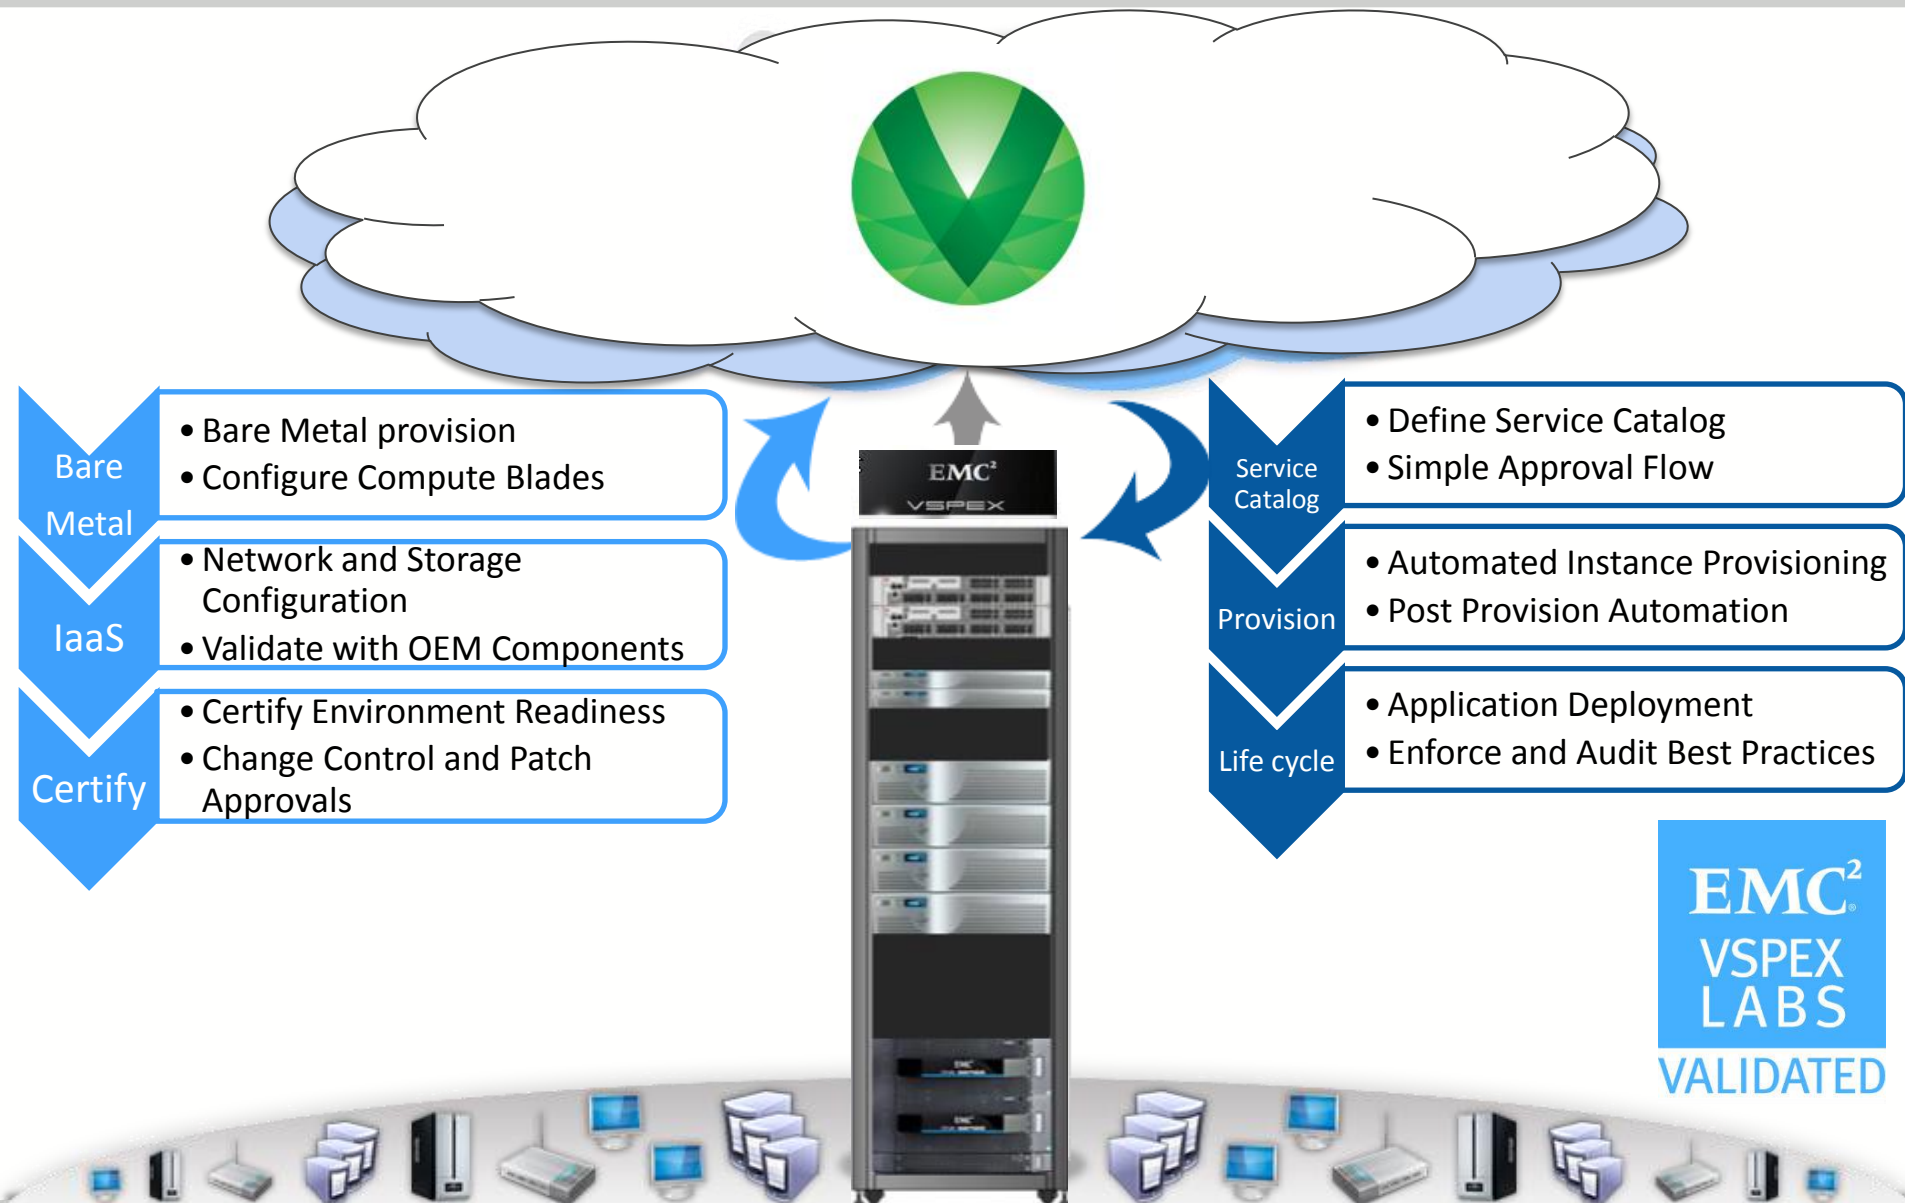 Bare
Metal
• Bare Metal provision
• Configure Compute Blades
IaaS
• Network and Storage
Configuration
• Validate with OEM Components
Certify
• Certify Environment Readiness
• Change Control and Patch
Approvals
EMC²
VSPEX
Service
Catalog
• Define Service Catalog
• Simple Approval Flow
Provision
• Automated Instance Provisioning
• Post Provision Automation
Life cycle
• Application Deployment
• Enforce and Audit Best Practices
EMC²
EMC²
EMC²®
VSPEX
LABS
VALIDATED